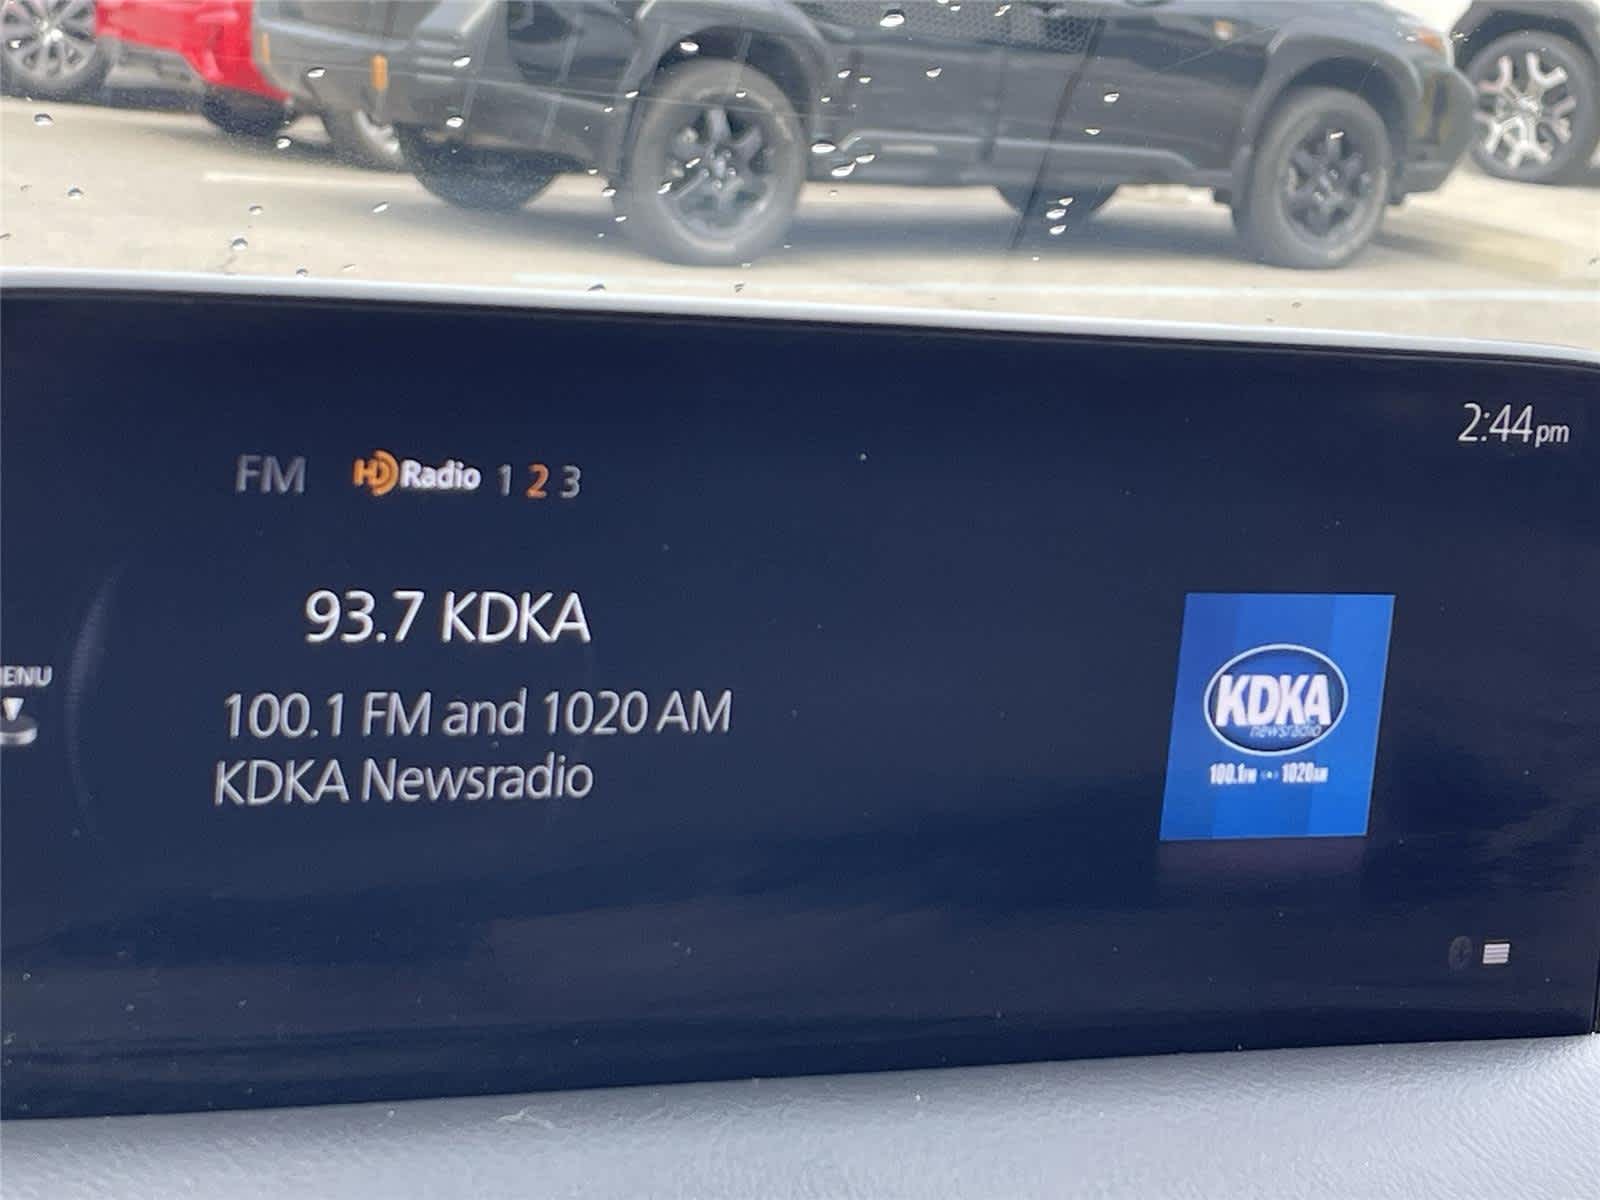 2:44pm
FM HD Radio 1 2 3
93.7 KDKA
100.1 FM and 1020 AM
KDKA Newsradio
ENU
KDKA
newsradio
100.1FM 1020AM